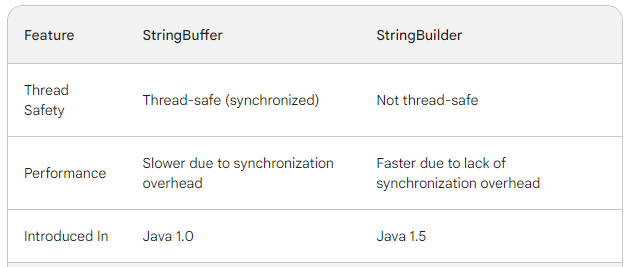 Feature StringBuffer StringBuilder
Thread
Safety
Thread-safe (synchronized) Not thread-safe
Performance
Slower due to synchronization
overhead
Faster due to lack of
synchronization overhead
Introduced In Java 1.0 Java 1.5